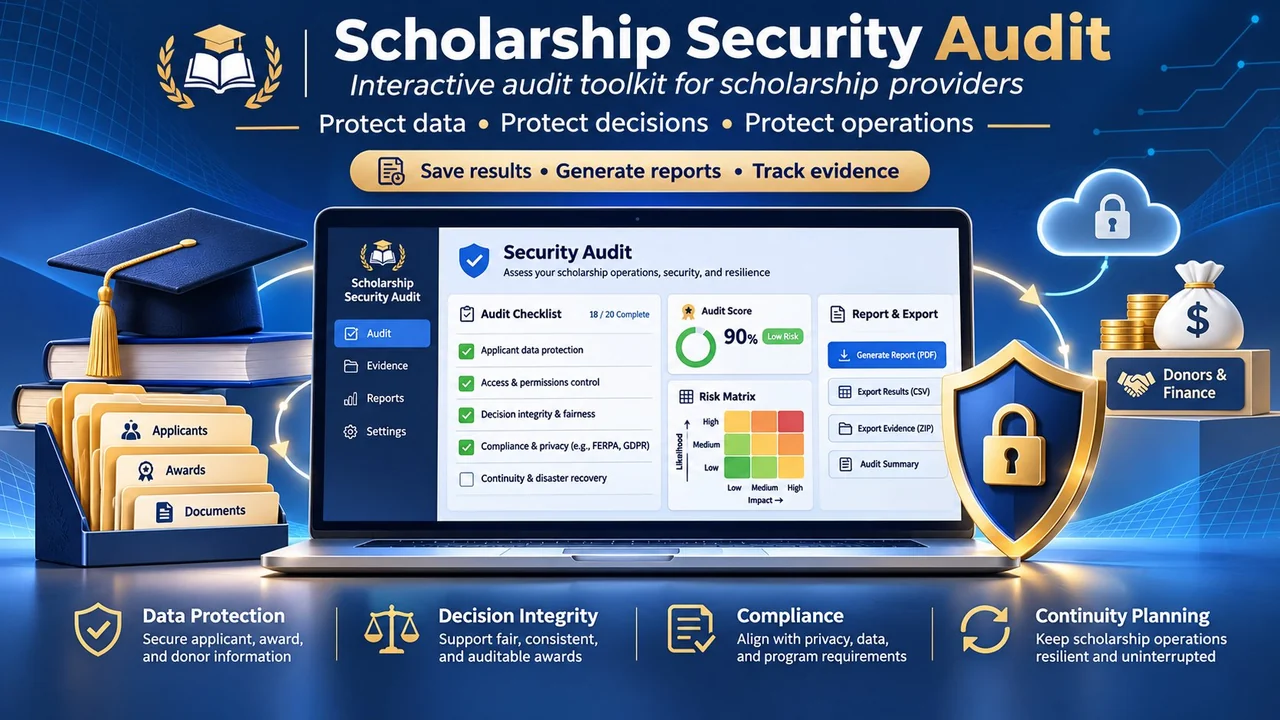 Scholarship Security Audit
Interactive audit toolkit for scholarship providers
Protect data • Protect decisions • Protect operations
Save results • Generate reports • Track evidence
Scholarship
Security Audit
Audit
Evidence
Reports
Settings
Security Audit
Assess your scholarship operations, security, and resilience
Audit Checklist
18 / 20 Complete
Applicant data protection
Access & permissions control
Decision integrity & fairness
Compliance & privacy (e.g., FERPA, GDPR)
Continuity & disaster recovery
Audit Score
90%
Low Risk
Risk Matrix
Likelihood
High
Medium
Low
Low Medium High
Impact →
Report & Export
Generate Report (PDF)
Export Results (CSV)
Export Evidence (ZIP)
Audit Summary
Applicants
Awards
Documents
$
Donors &
Finance
Data Protection
Secure applicant, award,
and donor information
Decision Integrity
Support fair, consistent,
and auditable awards
Compliance
Align with privacy, data,
and program requirements
Continuity Planning
Keep scholarship operations
resilient and uninterrupted